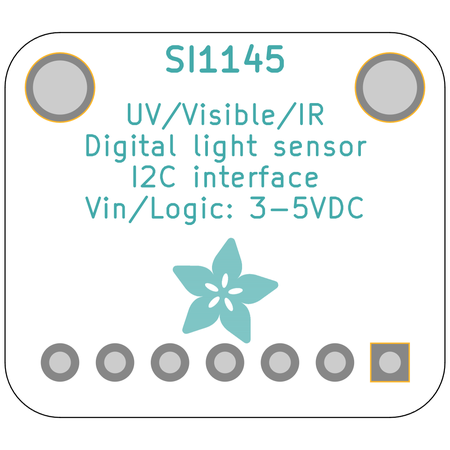 SI1145
UV/Visible/IR
Digital light sensor
I2C interface
Vin/Logic: 3-5VDC